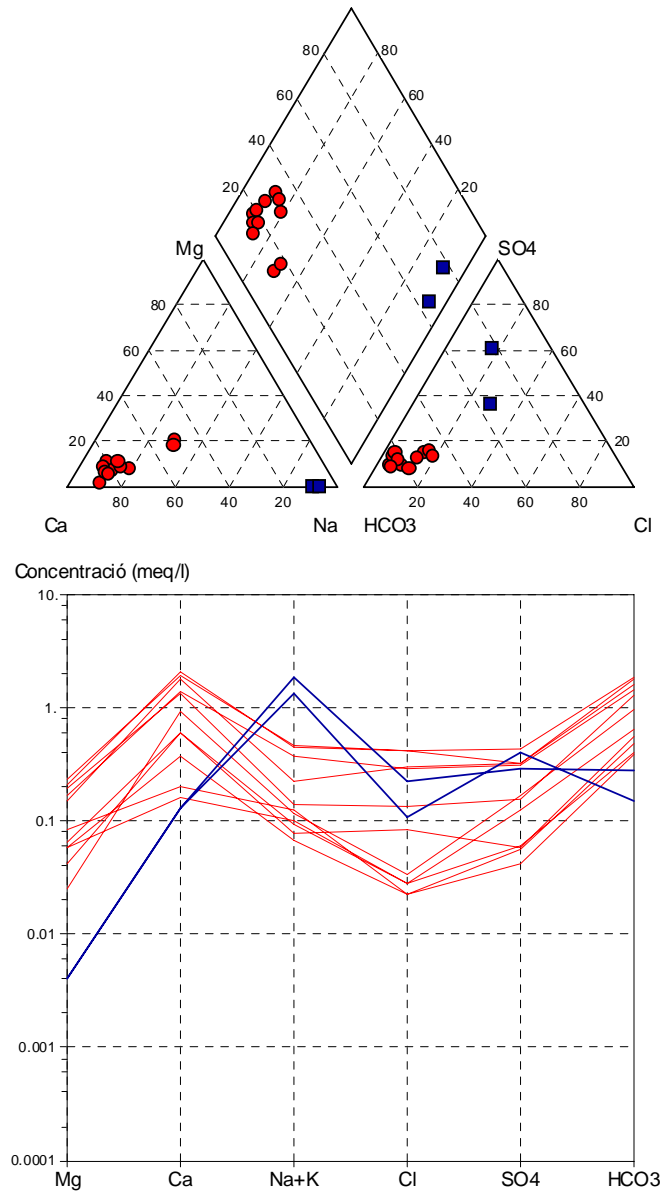 80 80
60 60
40 40
20 20
Mg SO4
80 80
60 60
40 40
20 20
80 60 40 20 20 40 60 80
Ca Na HCO3 Cl
Concentració (meq/l)
10.
1.
0.1
0.01
0.001
0.0001
Mg Ca Na+K Cl SO4 HCO3